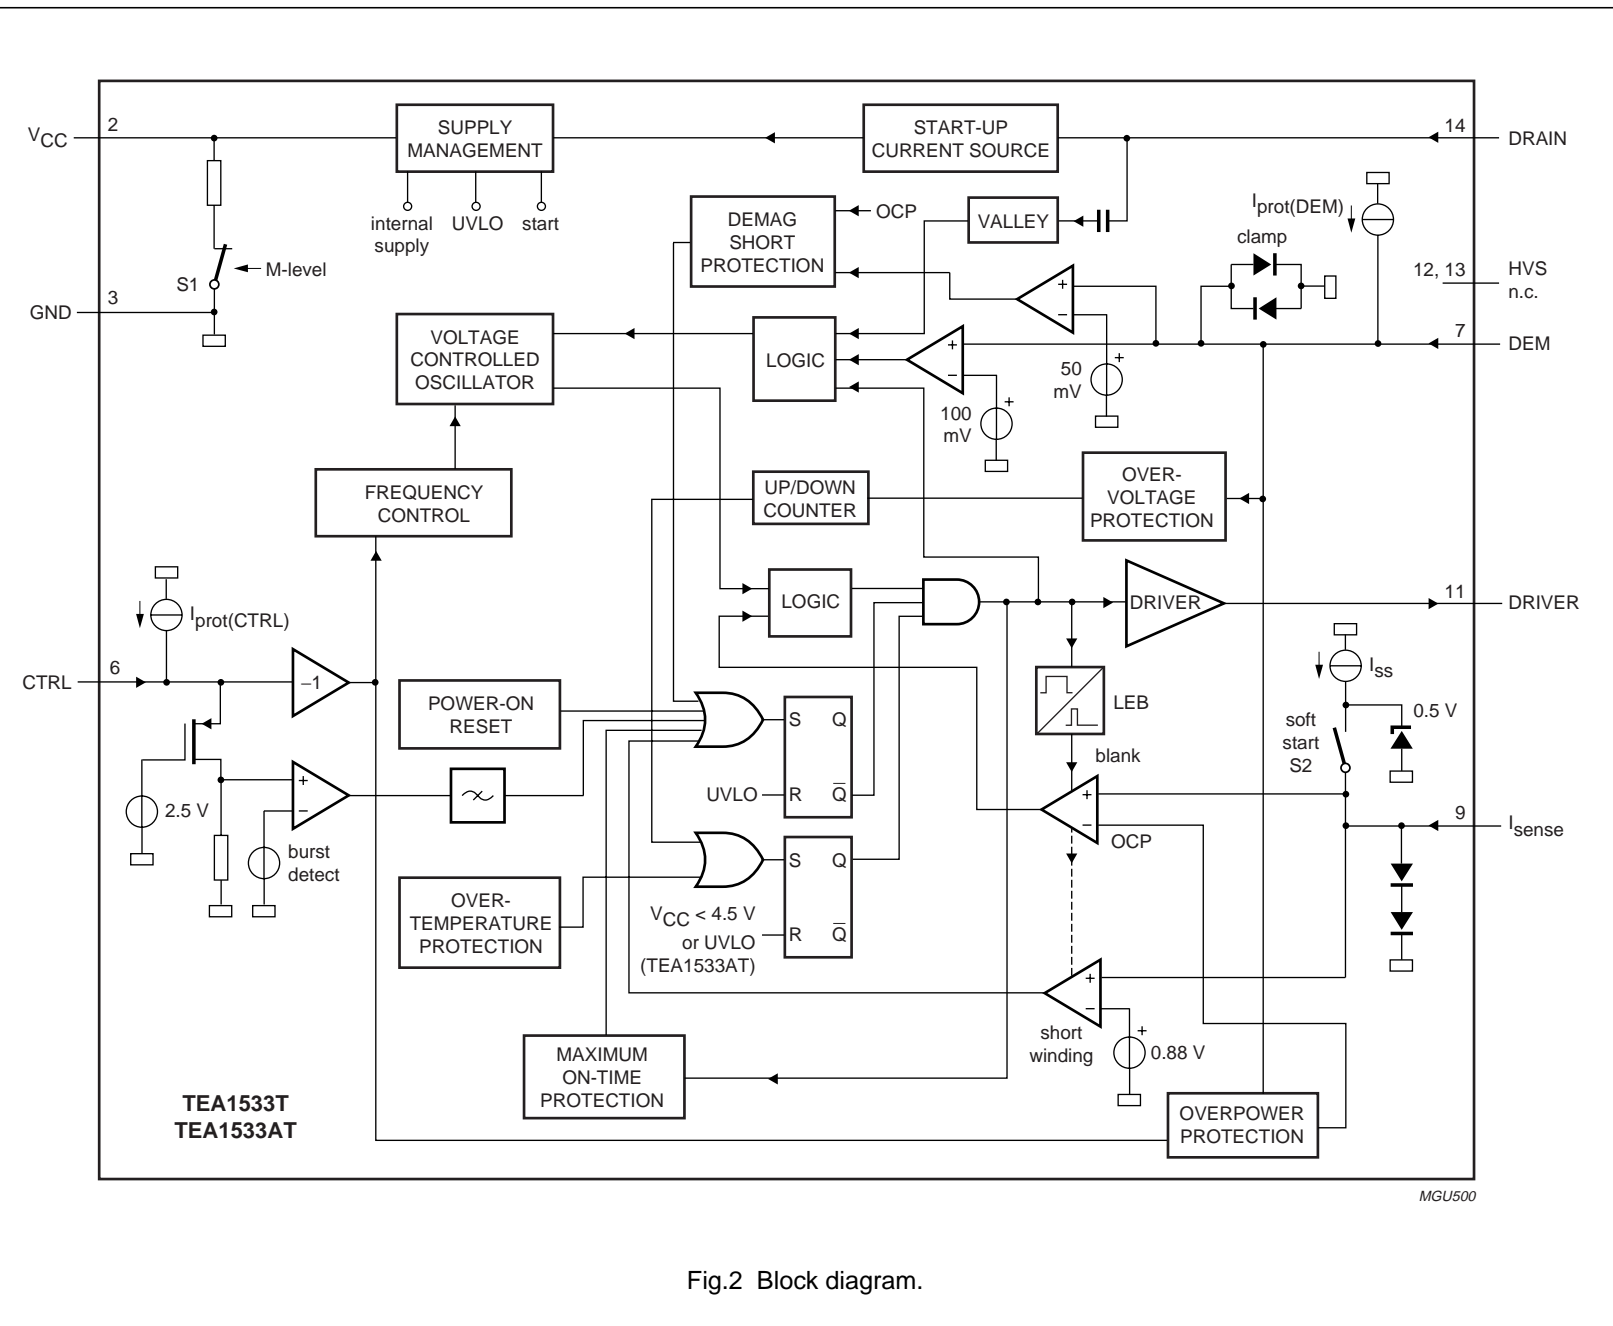 VCC
2
SUPPLY
MANAGEMENT
START-UP
CURRENT SOURCE
14
DRAIN
internal
supply
UVLO
start
DEMAG
SHORT
PROTECTION
OCP
VALLEY
Iprot(DEM)
clamp
S1
M-level
12, 13
HVS
n.c.
GND
3
VOLTAGE
CONTROLLED
OSCILLATOR
LOGIC
+
−
+
−
7
DEM
50
mV
+
100
mV
+
FREQUENCY
CONTROL
UP/DOWN
COUNTER
OVER-
VOLTAGE
PROTECTION
Iprot(CTRL)
LOGIC
DRIVER
11
DRIVER
CTRL
6
−1
POWER-ON
RESET
S
Q
UVLO
R
Q
LEB
blank
Iss
0.5 V
soft
start
S2
2.5 V
+
−
burst
detect
+
−
OCP
9
Isense
OVER-
TEMPERATURE
PROTECTION
S
Q
VCC < 4.5 V
or UVLO
(TEA1533AT)
R
Q
+
−
short
winding
+
0.88 V
MAXIMUM
ON-TIME
PROTECTION
OVERPOWER
PROTECTION
TEA1533T
TEA1533AT
MGU500
Fig.2 Block diagram.